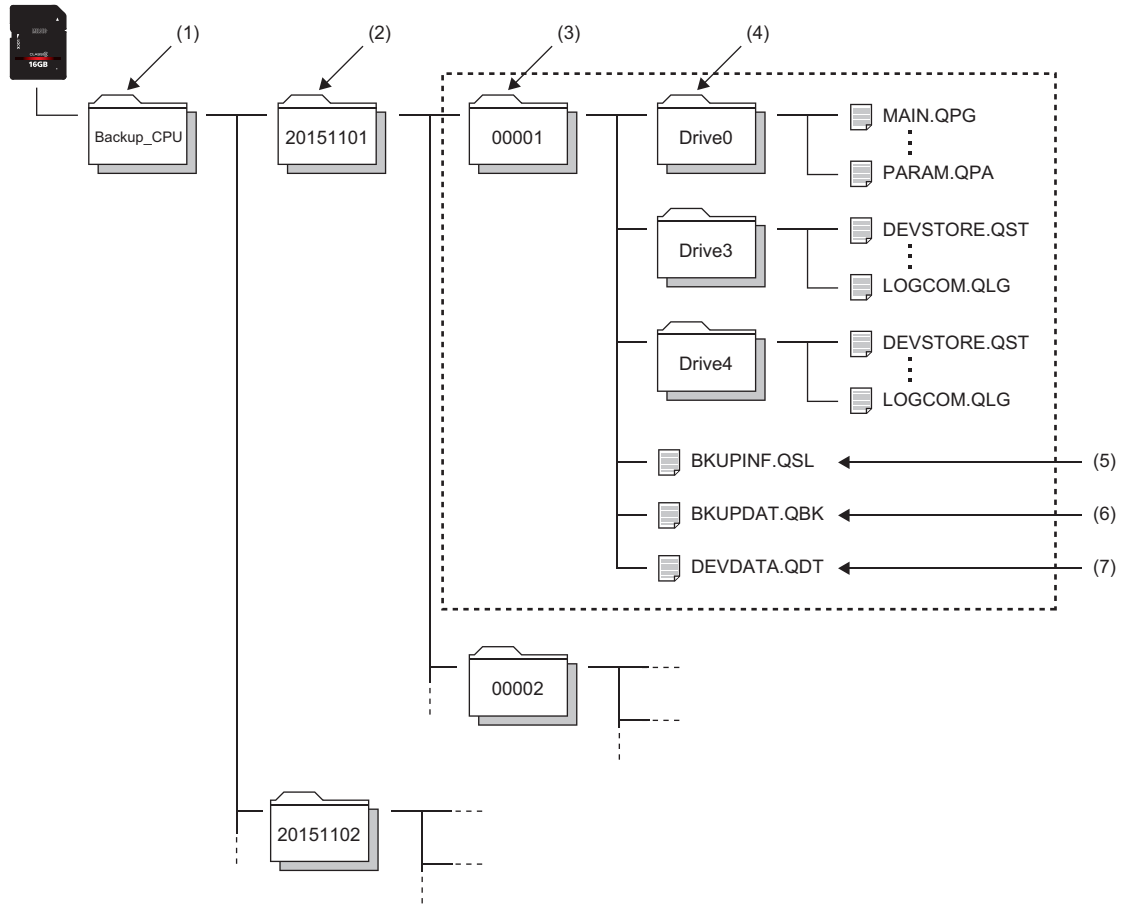 (1)
(2)
(3)
(4)
CLASS
16GB
Backup_CPU
20151101
00001
Drive0
MAIN.QPG
PARAM.QPA
Drive3
DEVSTORE.QST
LOGCOM.QLG
Drive4
DEVSTORE.QST
LOGCOM.QLG
BKUPINF.QSL
(5)
BKUPDAT.QBK
(6)
DEVDATA.QDT
(7)
00002
20151102